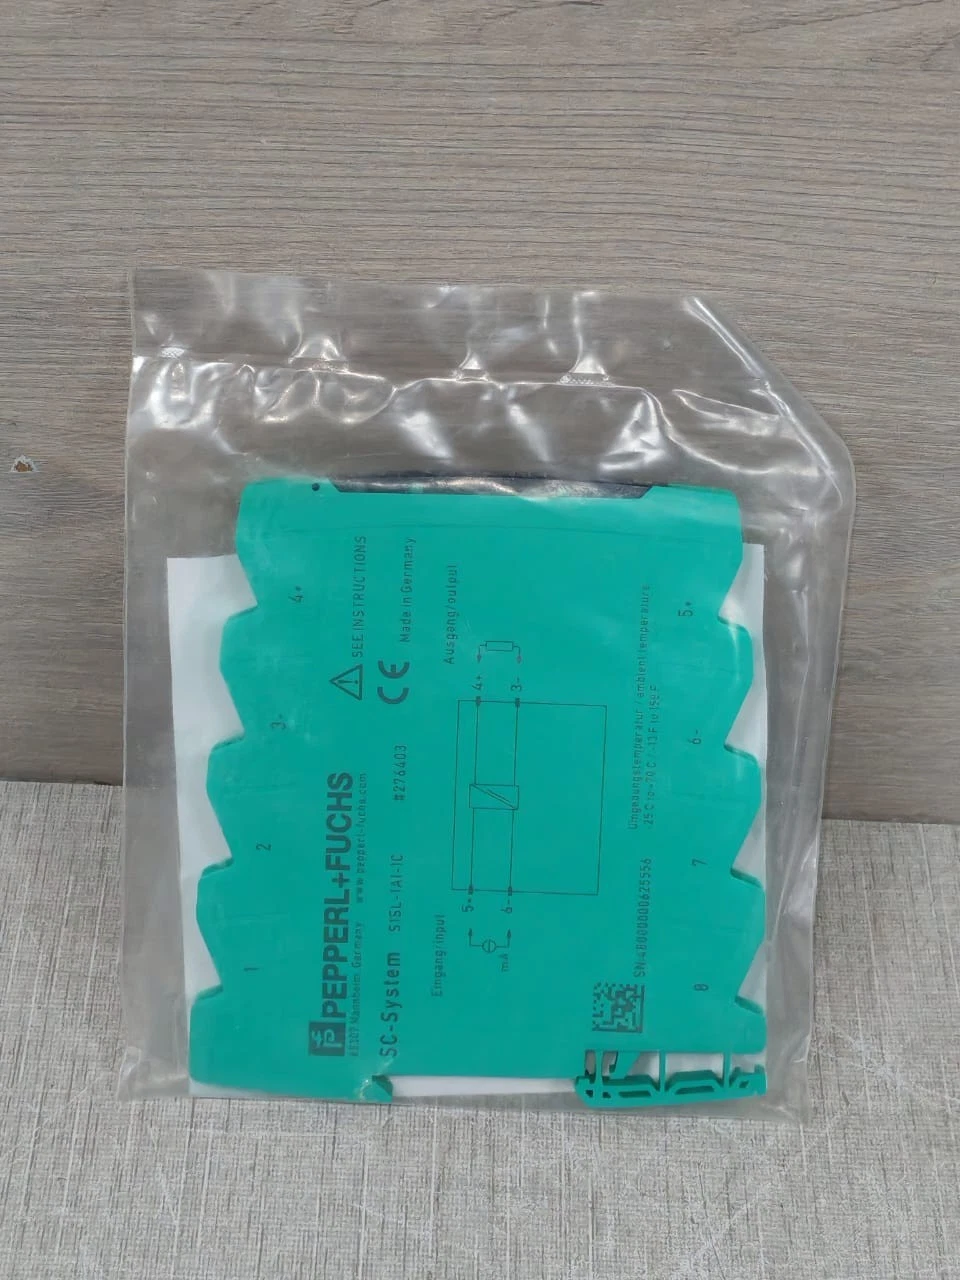 PEPPERL+FUCHS
68307 Mannheim Germany www.pepperl-fuchs.com
SC-System S1SL-1AI-1C #276403
SEE INSTRUCTIONS
CE
Made in Germany
Eingang/input
Ausgang/output
5+
6-
mA
4+
3-
Umgebungstemperatur / ambient temperature
-25 C to +70 C / -13 F to 158 F
SN:48000000625556
1
2
3-
4+
5+
6-
7
8